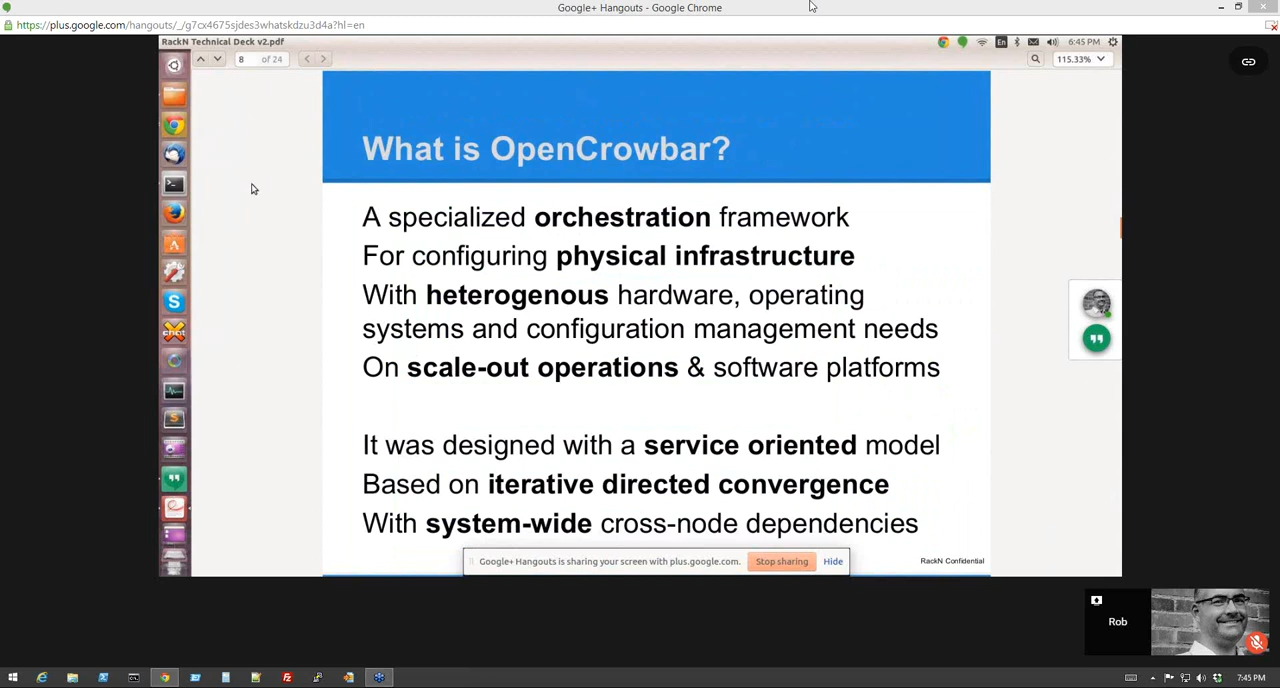 Google+ Hangouts - Google Chrome
https://plus.google.com/hangouts/_/g7cx4675sjdes3whatskdzu3d4a?hl=en
RackN Technical Deck v2.pdf
En
6:45 PM
8 of 24
115.33%
What is OpenCrowbar?
A specialized orchestration framework
For configuring physical infrastructure
With heterogenous hardware, operating
systems and configuration management needs
On scale-out operations & software platforms
It was designed with a service oriented model
Based on iterative directed convergence
With system-wide cross-node dependencies
Google+ Hangouts is sharing your screen with plus.google.com.
Stop sharing
Hide
RackN Confidential
Rob
7:45 PM